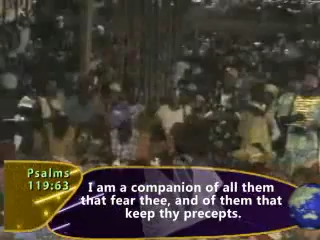 Psalms
119:63
I am a companion of all them
that fear thee, and of them that
keep thy precepts.